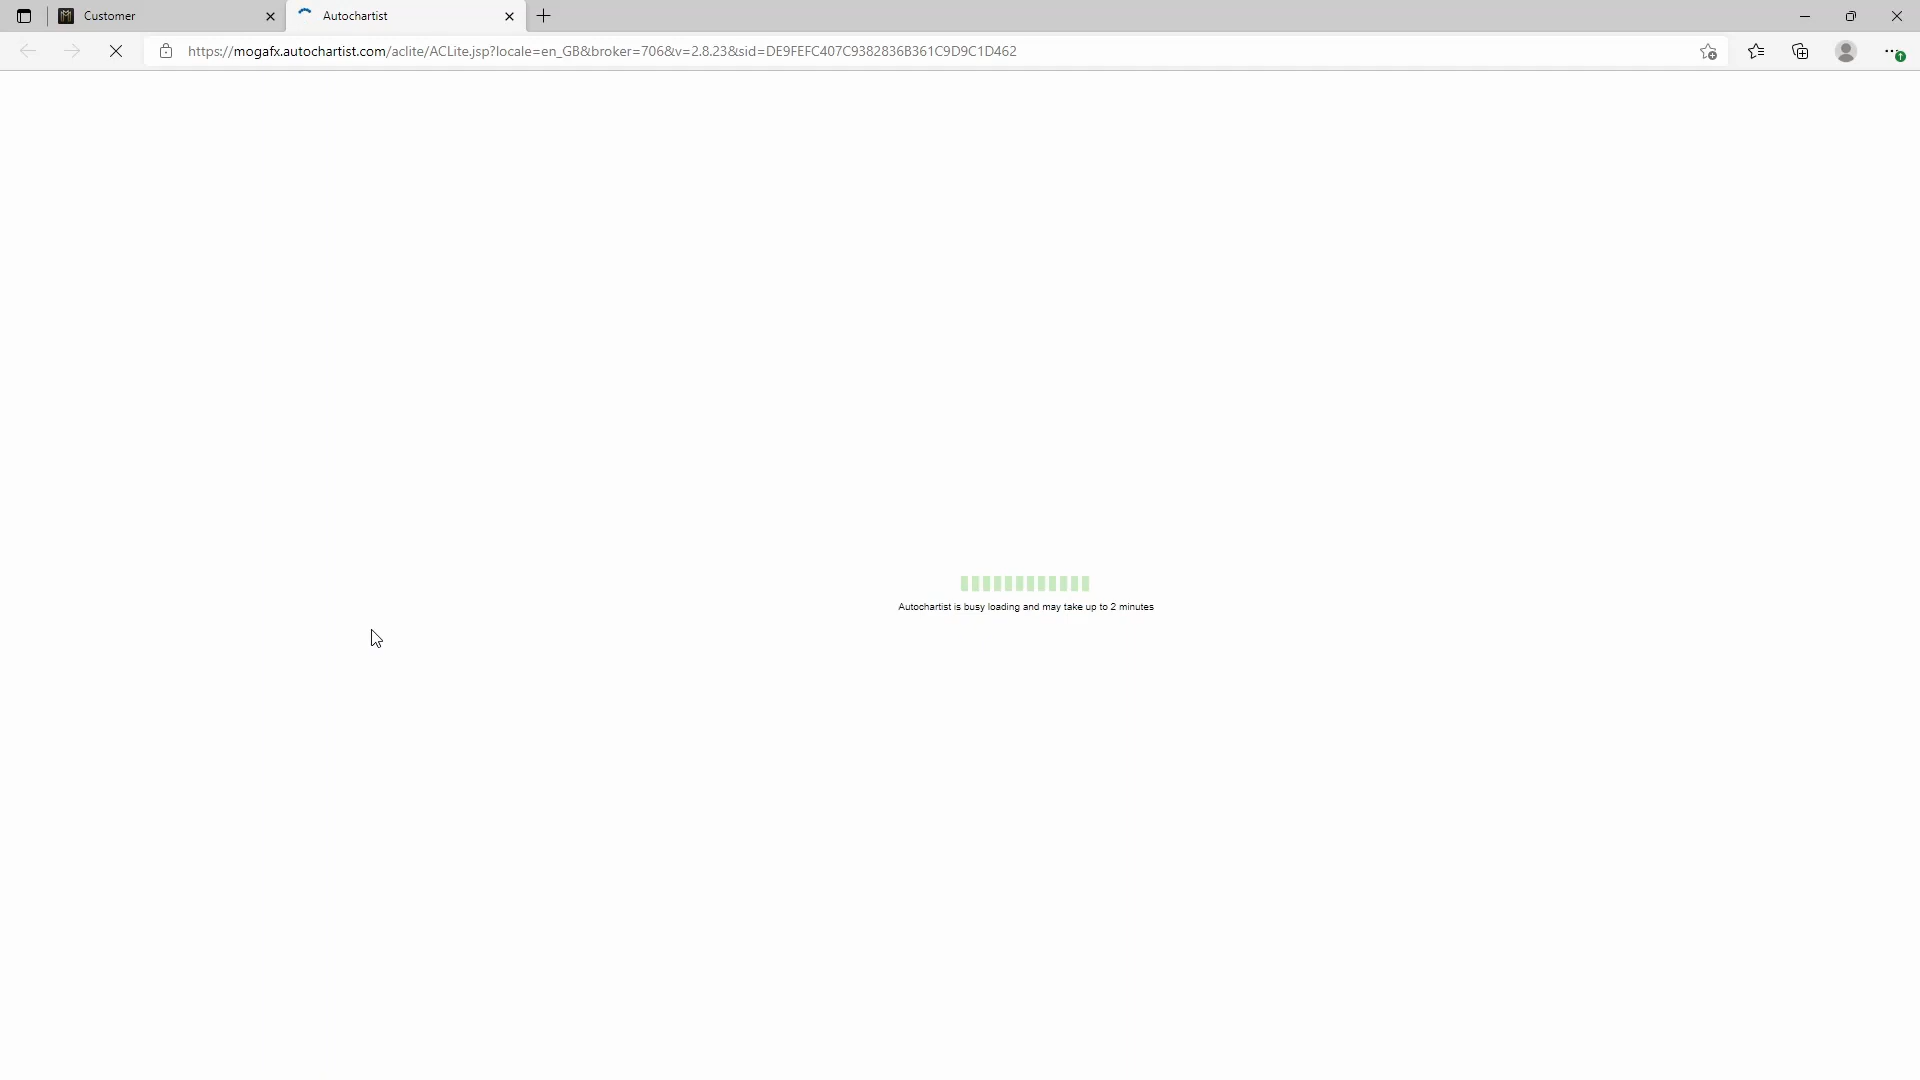 Customer
Autochartist
https://mogafx.autochartist.com/aclite/ACLite.jsp?locale=en_GB&broker=706&v=2.8.23&sid=DE9FEFC407C9382836B361C9D9C1D462
Autochartist is busy loading and may take up to 2 minutes